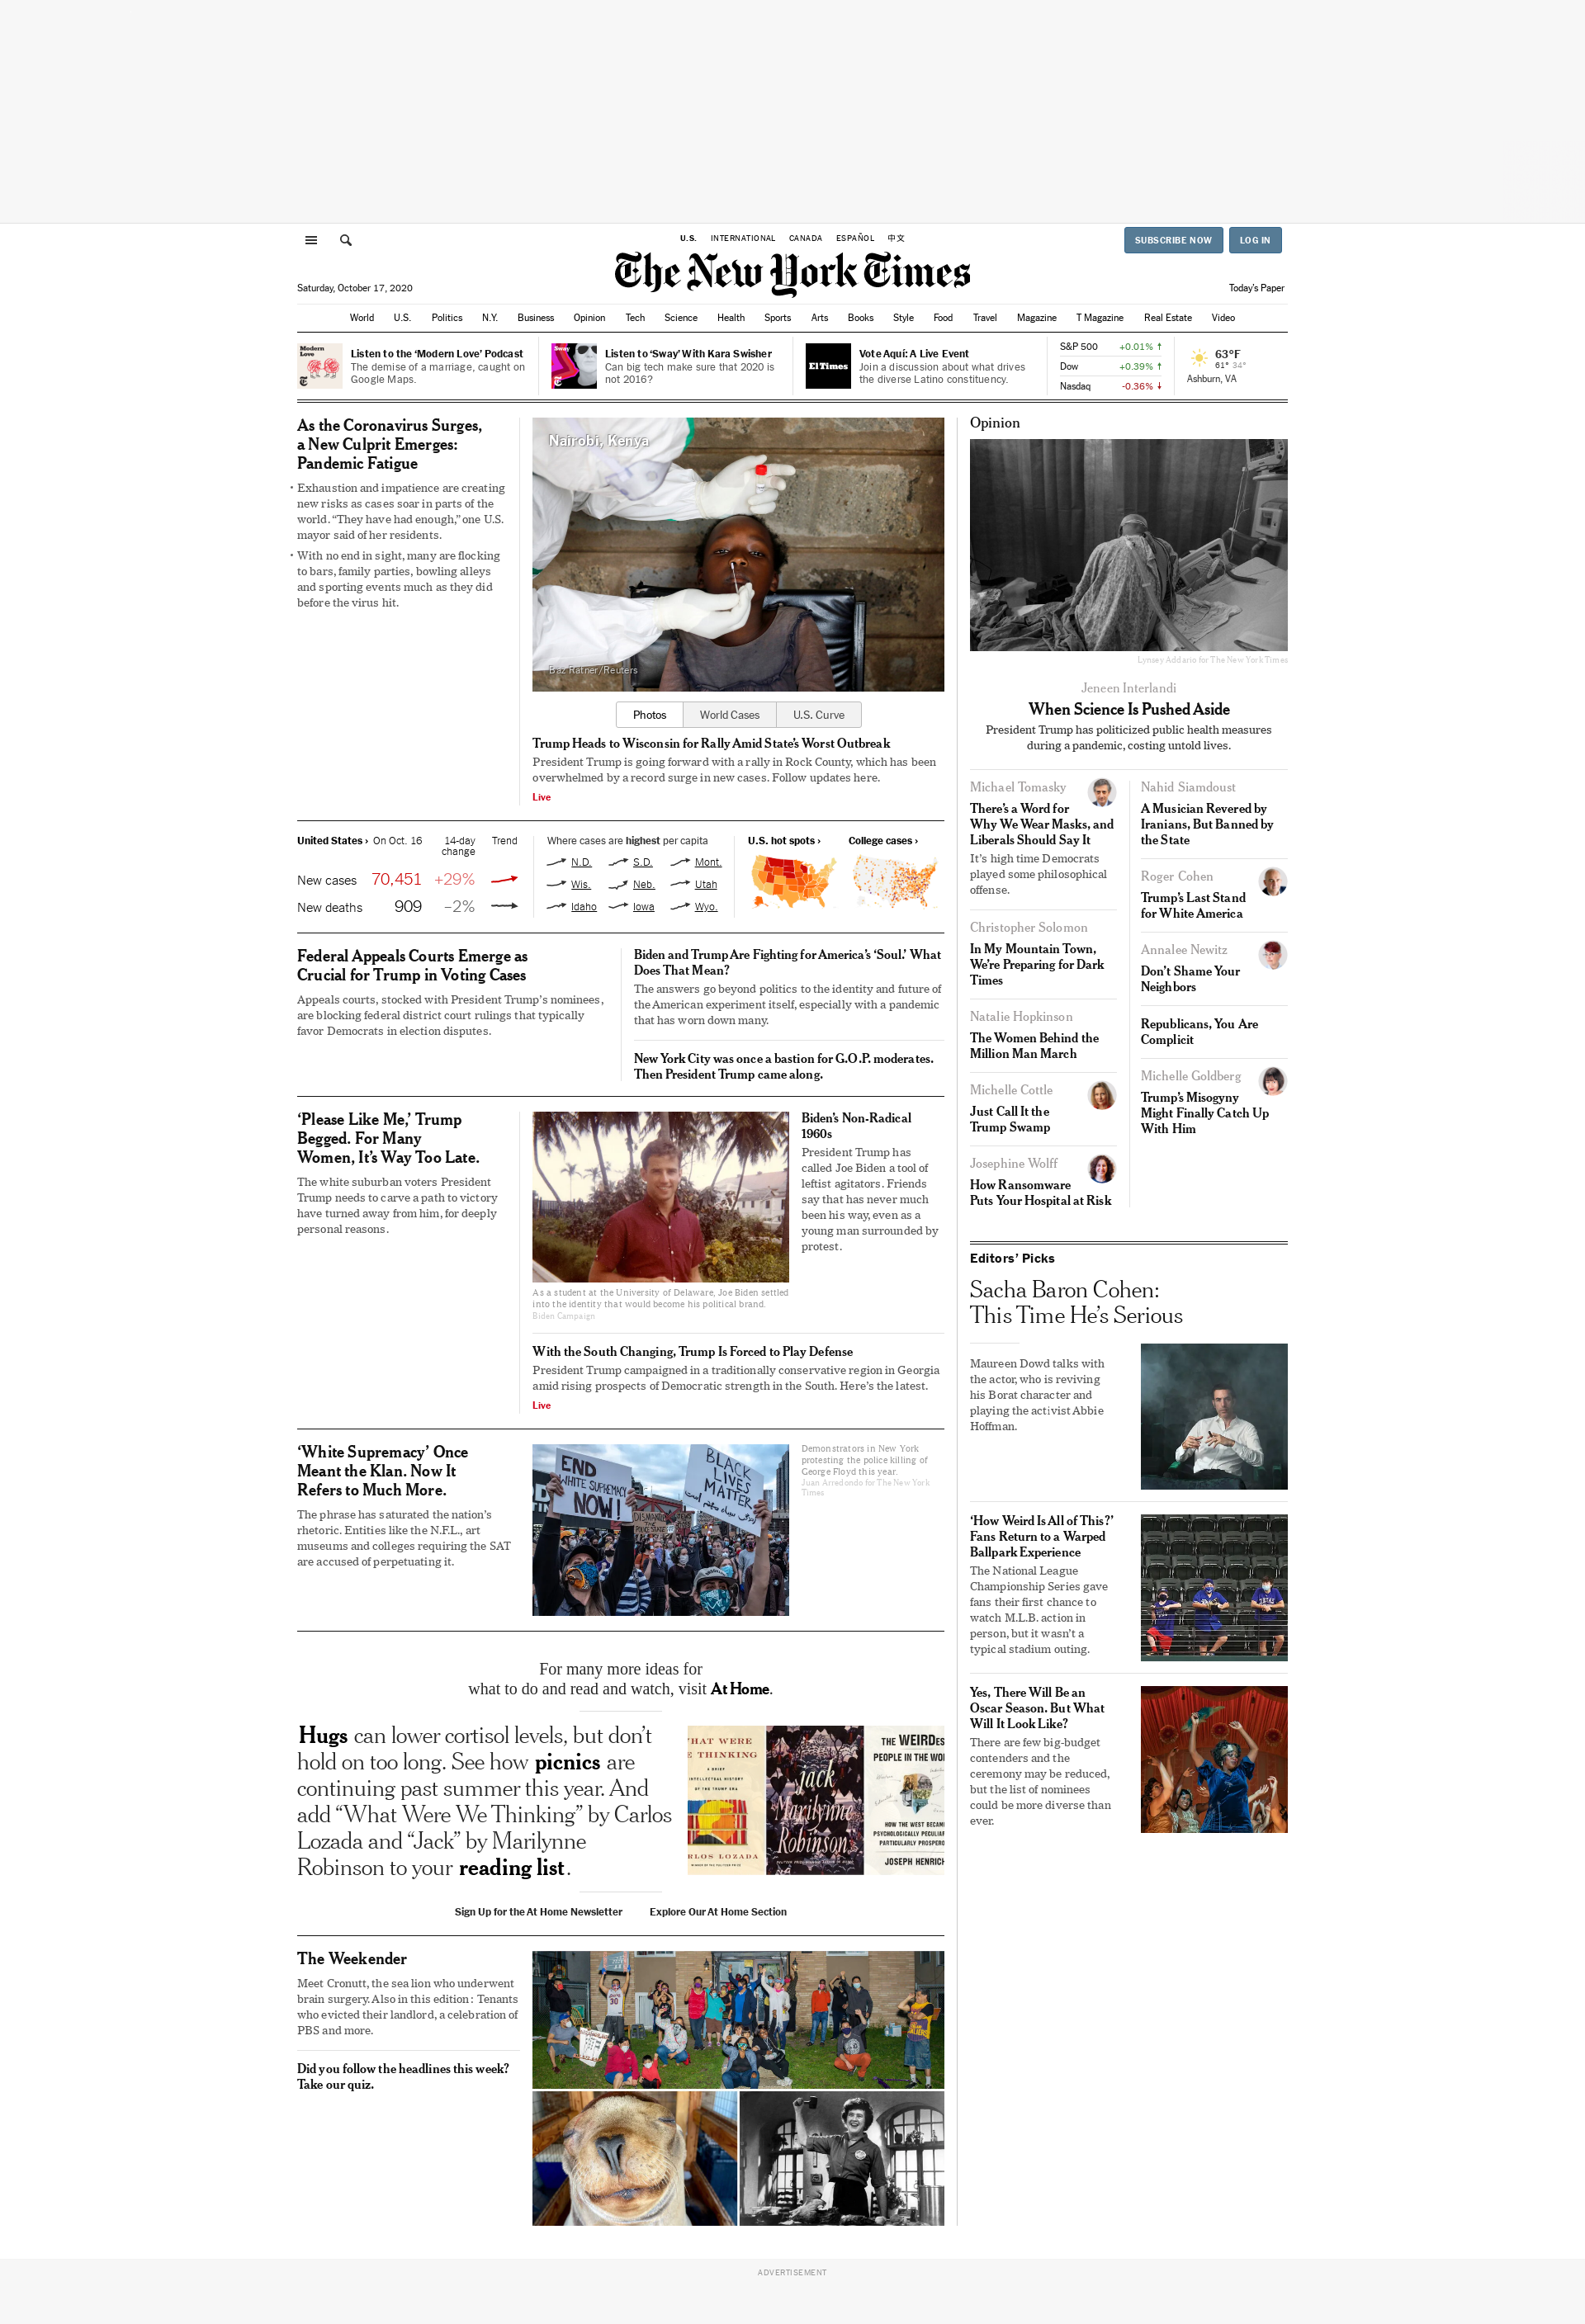 U.S. INTERNATIONAL CANADA ESPAÑOL 中文
SUBSCRIBE NOW LOG IN
The New York Times
Saturday, October 17, 2020
Today's Paper
World U.S. Politics N.Y. Business Opinion Tech Science Health Sports Arts Books Style Food Travel Magazine T Magazine Real Estate Video
Modern Love
Listen to the ‘Modern Love’ Podcast
The demise of a marriage, caught on
Google Maps.
Sway
Listen to ‘Sway’ With Kara Swisher
Can big tech make sure that 2020 is
not 2016?
El Times
Vote Aquí: A Live Event
Join a discussion about what drives
the diverse Latino constituency.
S&P 500 +0.01% ↑
Dow +0.39% ↑
Nasdaq -0.36% ↓
63°F
61° 34°
Ashburn, VA
As the Coronavirus Surges,
a New Culprit Emerges:
Pandemic Fatigue
• Exhaustion and impatience are creating
new risks as cases soar in parts of the
world. “They have had enough,” one U.S.
mayor said of her residents.
• With no end in sight, many are flocking
to bars, family parties, bowling alleys
and sporting events much as they did
before the virus hit.
Nairobi, Kenya
Baz Ratner/Reuters
Photos World Cases U.S. Curve
Trump Heads to Wisconsin for Rally Amid State’s Worst Outbreak
President Trump is going forward with a rally in Rock County, which has been
overwhelmed by a record surge in new cases. Follow updates here.
Live
United States › On Oct. 16 14-day
change Trend
New cases 70,451 +29%
New deaths 909 –2%
Where cases are highest per capita
N.D. S.D. Mont.
Wis. Neb. Utah
Idaho Iowa Wyo.
U.S. hot spots › College cases ›
Federal Appeals Courts Emerge as
Crucial for Trump in Voting Cases
Appeals courts, stocked with President Trump’s nominees,
are blocking federal district court rulings that typically
favor Democrats in election disputes.
Biden and Trump Are Fighting for America’s ‘Soul.’ What
Does That Mean?
The answers go beyond politics to the identity and future of
the American experiment itself, especially with a pandemic
that has worn down many.
New York City was once a bastion for G.O.P. moderates.
Then President Trump came along.
‘Please Like Me,’ Trump
Begged. For Many
Women, It’s Way Too Late.
The white suburban voters President
Trump needs to carve a path to victory
have turned away from him, for deeply
personal reasons.
As a student at the University of Delaware, Joe Biden settled
into the identity that would become his political brand.
Biden Campaign
Biden’s Non-Radical
1960s
President Trump has
called Joe Biden a tool of
leftist agitators. Friends
say that has never much
been his way, even as a
young man surrounded by
protest.
With the South Changing, Trump Is Forced to Play Defense
President Trump campaigned in a traditionally conservative region in Georgia
amid rising prospects of Democratic strength in the South. Here’s the latest.
Live
‘White Supremacy’ Once
Meant the Klan. Now It
Refers to Much More.
The phrase has saturated the nation’s
rhetoric. Entities like the N.F.L., art
museums and colleges requiring the SAT
are accused of perpetuating it.
END
WHITE SUPREMACY
NOW!
BLACK
LIVES
MATTER
Demonstrators in New York
protesting the police killing of
George Floyd this year.
Juan Arredondo for The New York
Times
For many more ideas for
what to do and read and watch, visit At Home.
Hugs can lower cortisol levels, but don’t
hold on too long. See how picnics are
continuing past summer this year. And
add “What Were We Thinking” by Carlos
Lozada and “Jack” by Marilynne
Robinson to your reading list.
jack
Marilynne
Robinson
HOW THE WEST BECAME
PSYCHOLOGICALLY PECULIAR
PARTICULARLY PROSPEROUS
JOSEPH HENRICH
Sign Up for the At Home Newsletter Explore Our At Home Section
The Weekender
Meet Cronutt, the sea lion who underwent
brain surgery. Also in this edition: Tenants
who evicted their landlord, a celebration of
PBS and more.
Did you follow the headlines this week?
Take our quiz.
Opinion
Lynsey Addario for The New York Times
Jeneen Interlandi
When Science Is Pushed Aside
President Trump has politicized public health measures
during a pandemic, costing untold lives.
Michael Tomasky
There’s a Word for
Why We Wear Masks, and
Liberals Should Say It
It’s high time Democrats
played some philosophical
offense.
Christopher Solomon
In My Mountain Town,
We’re Preparing for Dark
Times
Natalie Hopkinson
The Women Behind the
Million Man March
Michelle Cottle
Just Call It the
Trump Swamp
Josephine Wolff
How Ransomware
Puts Your Hospital at Risk
Nahid Siamdoust
A Musician Revered by
Iranians, But Banned by
the State
Roger Cohen
Trump’s Last Stand
for White America
Annalee Newitz
Don’t Shame Your
Neighbors
Republicans, You Are
Complicit
Michelle Goldberg
Trump’s Misogyny
Might Finally Catch Up
With Him
Editors’ Picks
Sacha Baron Cohen:
This Time He’s Serious
Maureen Dowd talks with
the actor, who is reviving
his Borat character and
playing the activist Abbie
Hoffman.
‘How Weird Is All of This?’
Fans Return to a Warped
Ballpark Experience
The National League
Championship Series gave
fans their first chance to
watch M.L.B. action in
person, but it wasn’t a
typical stadium outing.
Yes, There Will Be an
Oscar Season. But What
Will It Look Like?
There are few big-budget
contenders and the
ceremony may be reduced,
but the list of nominees
could be more diverse than
ever.
ADVERTISEMENT